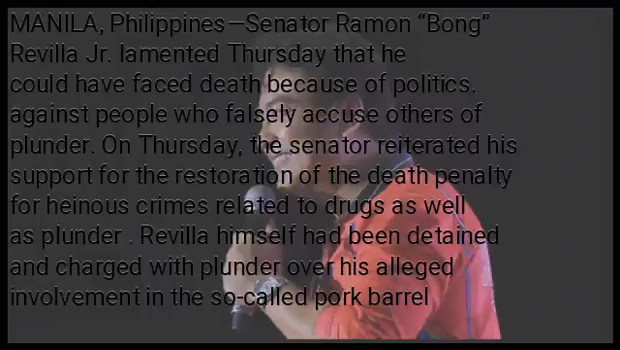 MANILA, Philippines—Senator Ramon “Bong”
Revilla Jr. lamented Thursday that he
could have faced death because of politics.
against people who falsely accuse others of
plunder. On Thursday, the senator reiterated his
support for the restoration of the death penalty
for heinous crimes related to drugs as well
as plunder . Revilla himself had been detained
and charged with plunder over his alleged
involvement in the so-called pork barrel